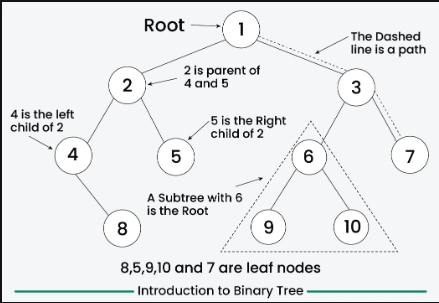 Root
1
The Dashed
line is a path
2
2 is parent of
4 and 5
3
4 is the left
child of 2
5 is the Right
child of 2
4
5
6
7
A Subtree with 6
is the Root
8
9
10
8,5,9,10 and 7 are leaf nodes
Introduction to Binary Tree